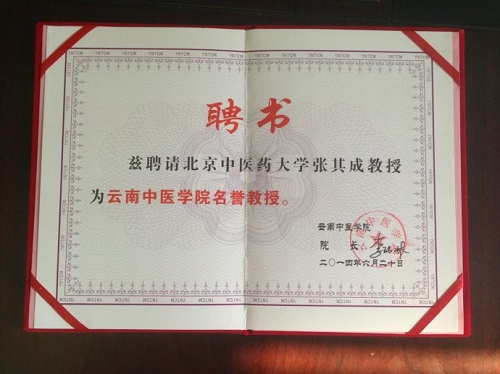 聘书
兹聘请北京中医药大学张其成教授
为云南中医学院名誉教授。
云南中医学院
院 长
二〇一四年六月二十日